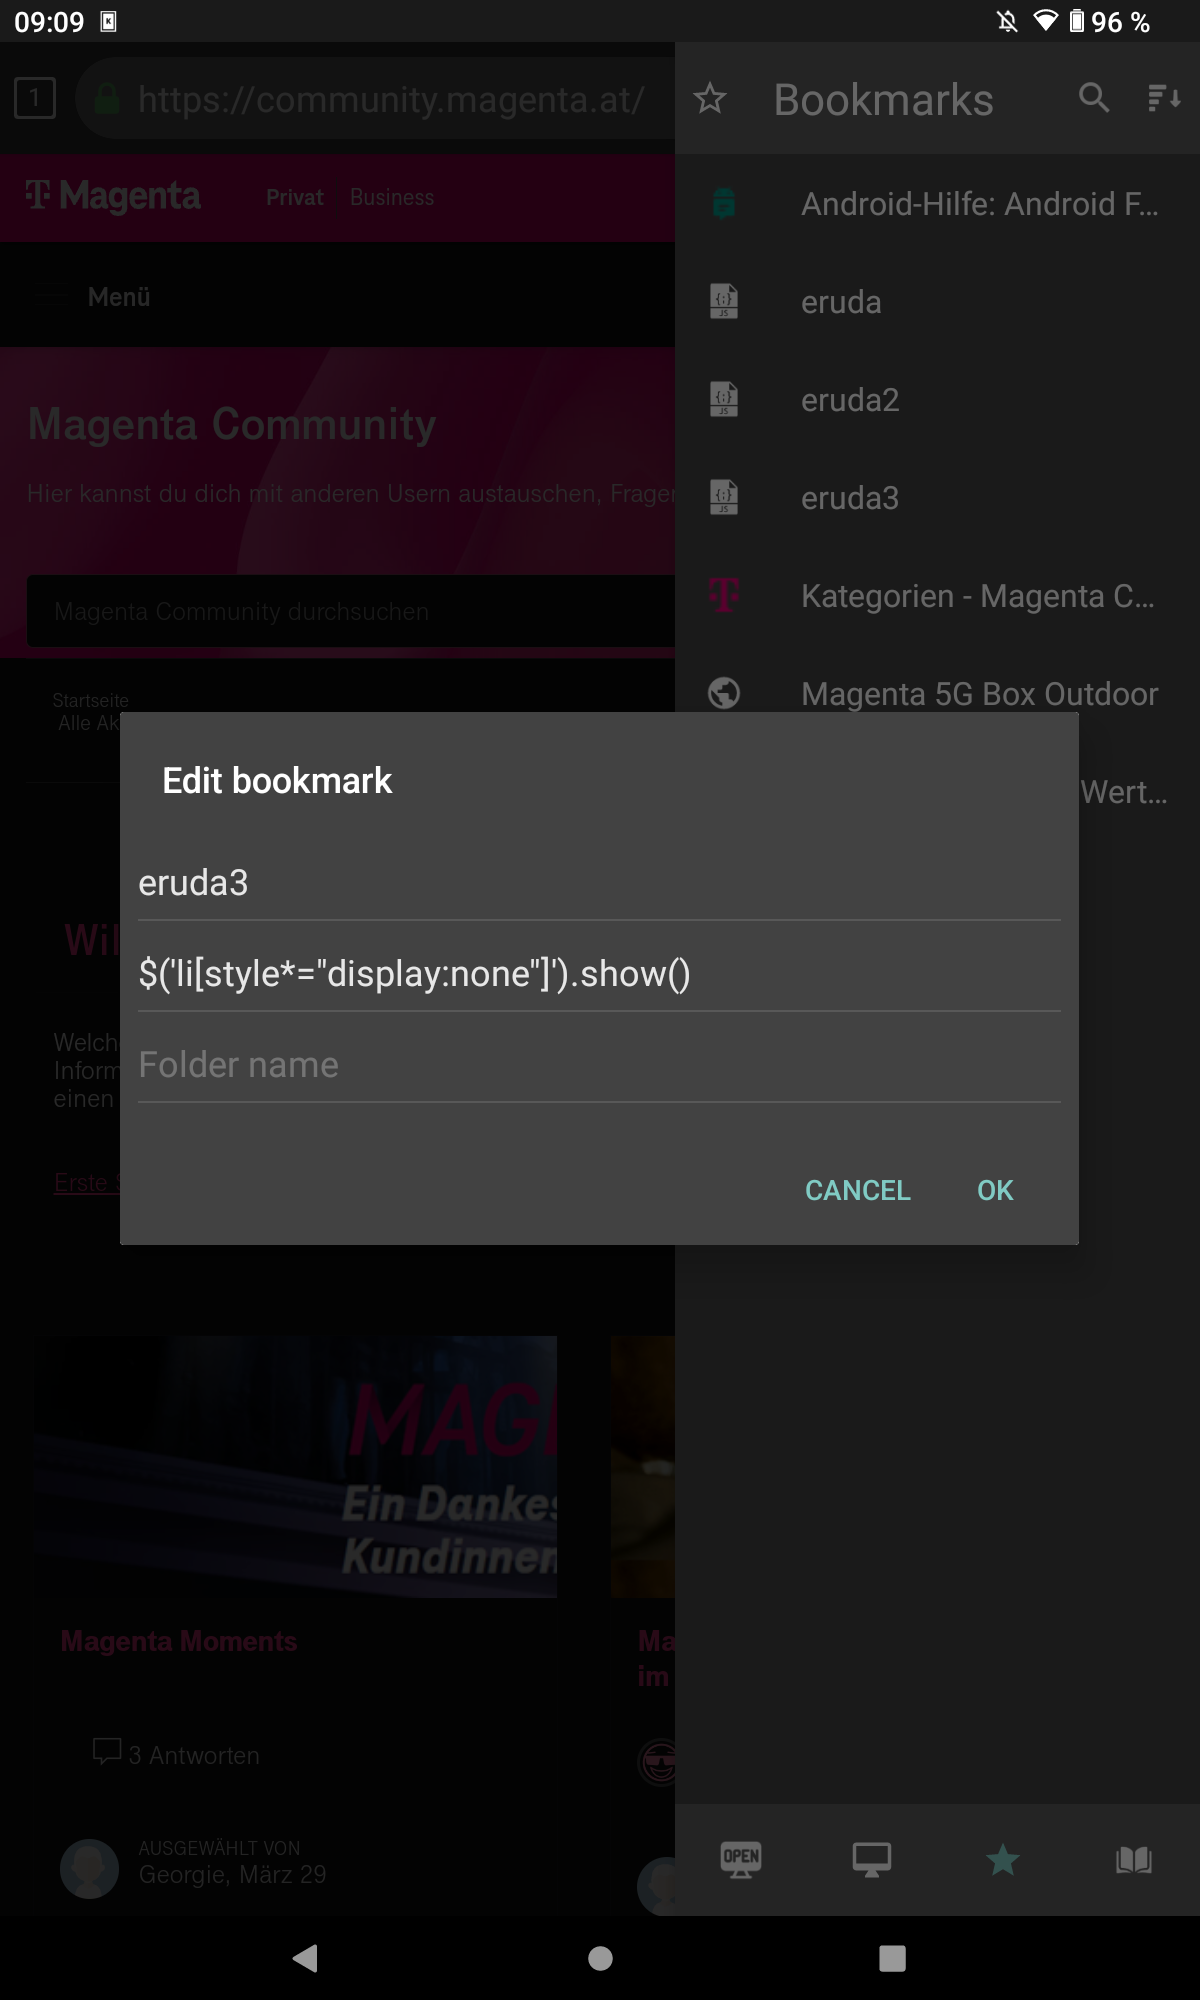 09:09
96 %
1
https://community.magenta.at/
Bookmarks
T Magenta
Privat
Business
Menü
Magenta Community
Hier kannst du dich mit anderen Usern austauschen, Fragen
Magenta Community durchsuchen
Startseite
Alle Ak
Android-Hilfe: Android F...
eruda
eruda2
eruda3
Kategorien - Magenta C...
Magenta 5G Box Outdoor
Wert...
Edit bookmark
eruda3
$('li[style*="display:none"]').show()
Folder name
CANCEL
OK
Wil
Welch
Inform
einen
Erste S
MAGE
Ein Dankes
Kundinnen
Magenta Moments
Ma
im
3 Antworten
AUSGEWÄHLT VON
Georgie, März 29
OPEN